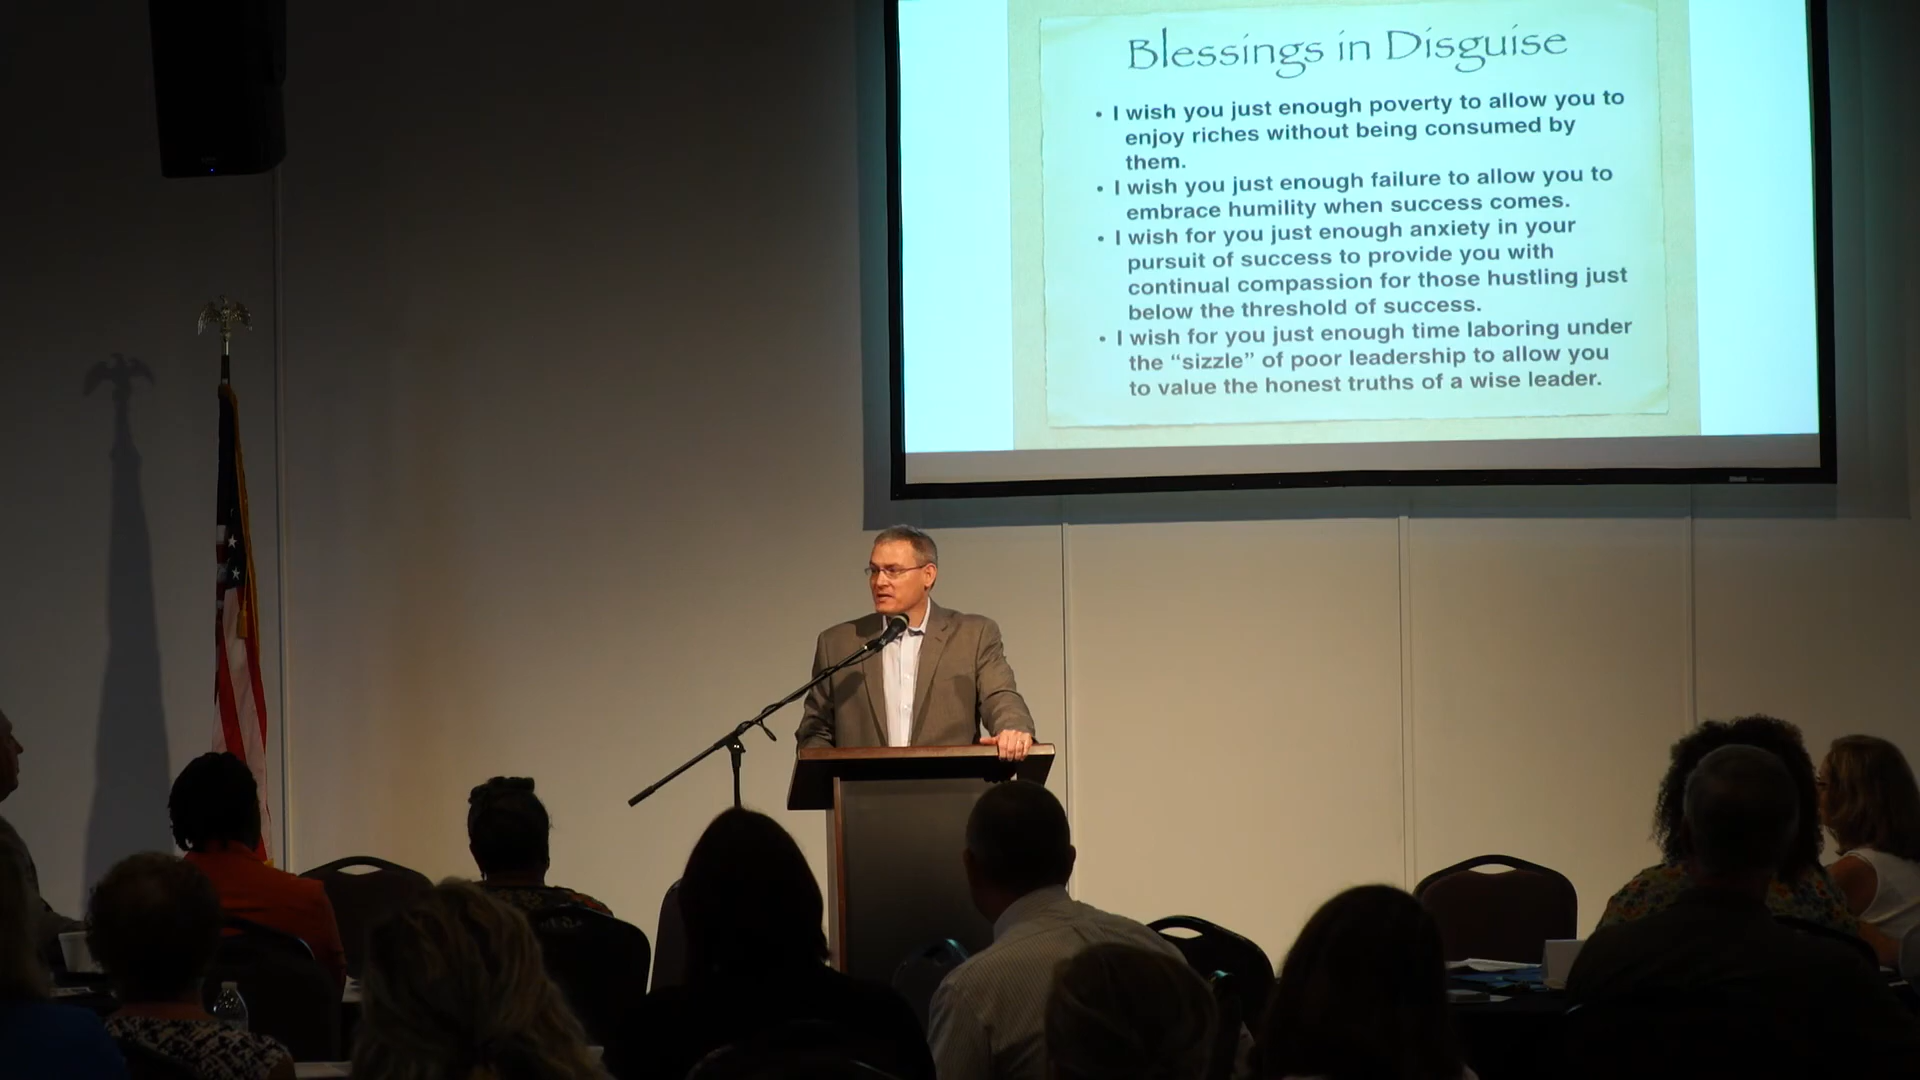 Blessings in Disguise
• I wish you just enough poverty to allow you to
enjoy riches without being consumed by
them.
• I wish you just enough failure to allow you to
embrace humility when success comes.
• I wish for you just enough anxiety in your
pursuit of success to provide you with
continual compassion for those hustling just
below the threshold of success.
• I wish for you just enough time laboring under
the “sizzle” of poor leadership to allow you
to value the honest truths of a wise leader.